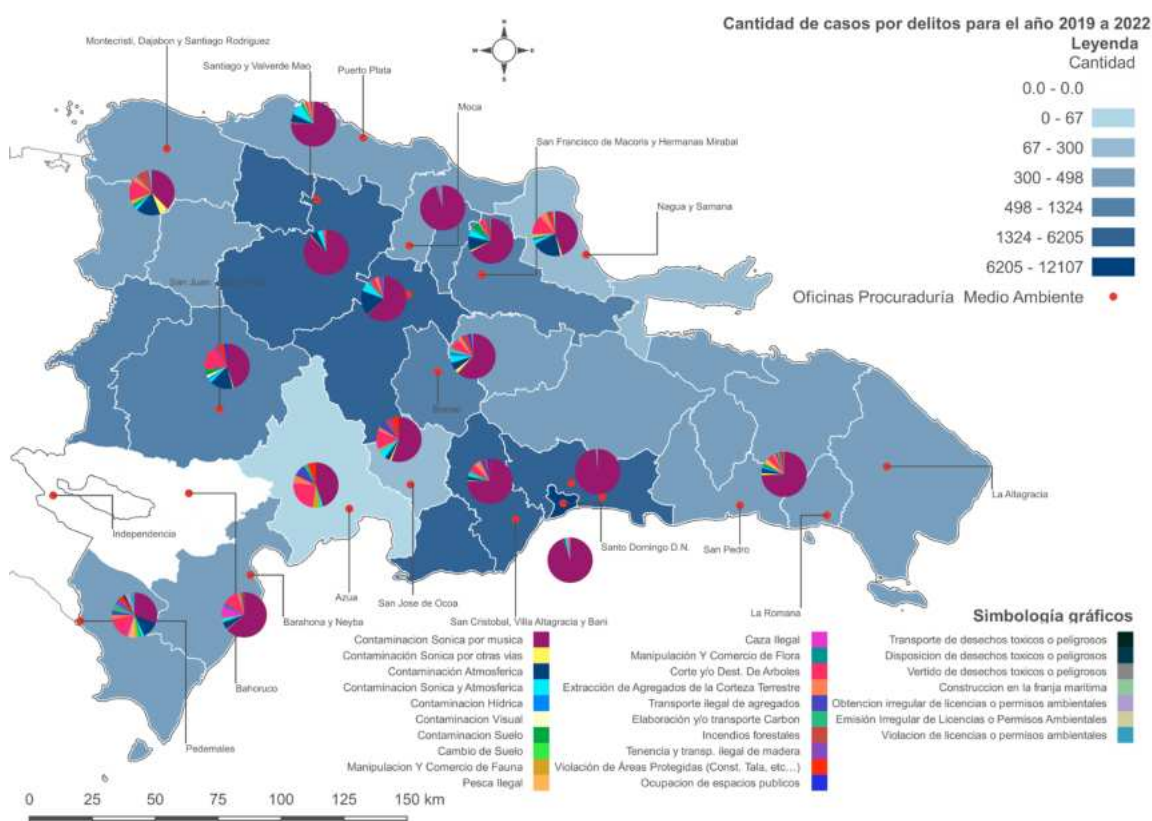 Cantidad de casos por delitos para el año 2019 a 2022
Leyenda
Cantidad
0.0 - 0.0
0 - 67
67 - 300
300 - 498
498 - 1324
1324 - 6205
6205 - 12107
Oficinas Procuraduría Medio Ambiente
N
E
S
Montecristi, Dajabon y Santiago Rodriguez
Santiago y Valverde Mao
Puerto Plata
Moca
San Francisco de Macoris y Hermanas Mirabal
Nagua y Samana
San Juan
Bonao
La Altagracia
Independencia
Azua
San Jose de Ocoa
Santo Domingo D.N.
San Pedro
La Romana
Barahona y Neyba
San Cristobal, Villa Altagracia y Bani
Bahoruco
Pedernales
Simbología gráficos
Contaminacion Sonica por musica
Contaminación Sonica por otras vias
Contaminación Atmosferica
Contaminacion Sonica y Atmosferica
Contaminacion Hídrica
Contaminacion Visual
Contaminacion Suelo
Cambio de Suelo
Manipulacion Y Comercio de Fauna
Pesca Ilegal
Caza Ilegal
Manipulación Y Comercio de Flora
Corte y/o Dest. De Arboles
Extracción de Agregados de la Corteza Terrestre
Transporte ilegal de agregados
Elaboración y/o transporte Carbon
Incendios forestales
Tenencia y transp. ilegal de madera
Violación de Áreas Protegidas (Const. Tala, etc...)
Ocupacion de espacios publicos
Transporte de desechos toxicos o peligrosos
Disposicion de desechos toxicos o peligrosos
Vertido de desechos toxicos o peligrosos
Construccion en la franja maritima
Obtencion irregular de licencias o permisos ambientales
Emisión Irregular de Licencias o Permisos Ambientales
Violacion de licencias o permisos ambientales
0 25 50 75 100 125 150 km